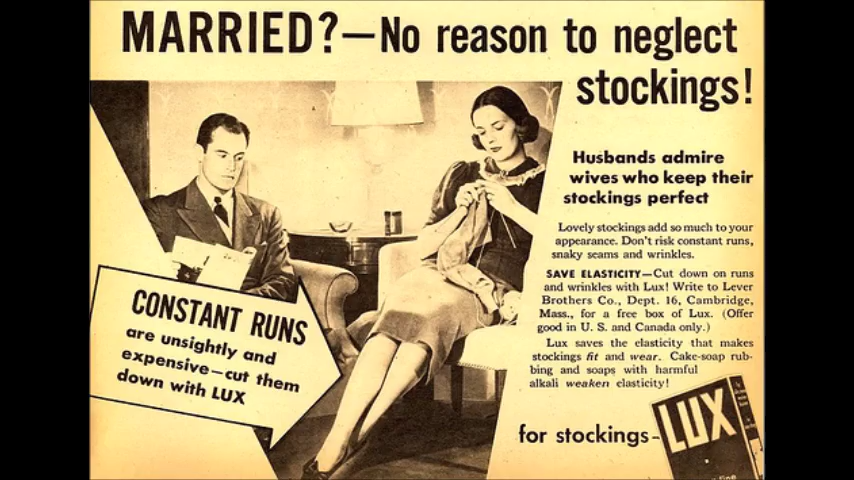 MARRIED?—No reason to neglect
stockings!
Husbands admire
wives who keep their
stockings perfect
Lovely stockings add so much to your
appearance. Don't risk constant runs,
snaky seams and wrinkles.
SAVE ELASTICITY—Cut down on runs
and wrinkles with Lux! Write to Lever
Brothers Co., Dept. 16, Cambridge,
Mass., for a free box of Lux. (Offer
good in U. S. and Canada only.)
Lux saves the elasticity that makes
stockings fit and wear. Cake-soap rub-
bing and soaps with harmful
alkali weaken elasticity!
CONSTANT RUNS
are unsightly and
expensive—cut them
down with LUX
for stockings-
LUX